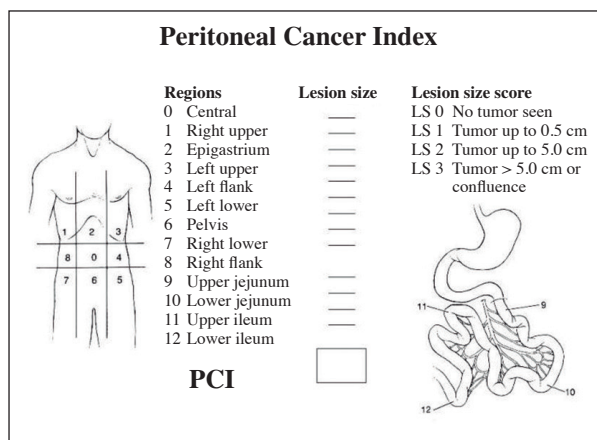 Peritoneal Cancer Index
Regions
0 Central
1 Right upper
2 Epigastrium
3 Left upper
4 Left flank
5 Left lower
6 Pelvis
7 Right lower
8 Right flank
9 Upper jejunum
10 Lower jejunum
11 Upper ileum
12 Lower ileum
PCI
Lesion size
Lesion size score
LS 0 No tumor seen
LS 1 Tumor up to 0.5 cm
LS 2 Tumor up to 5.0 cm
LS 3 Tumor > 5.0 cm or
confluence
1 2 3
8 0 4
7 6 5
11
9
12
10